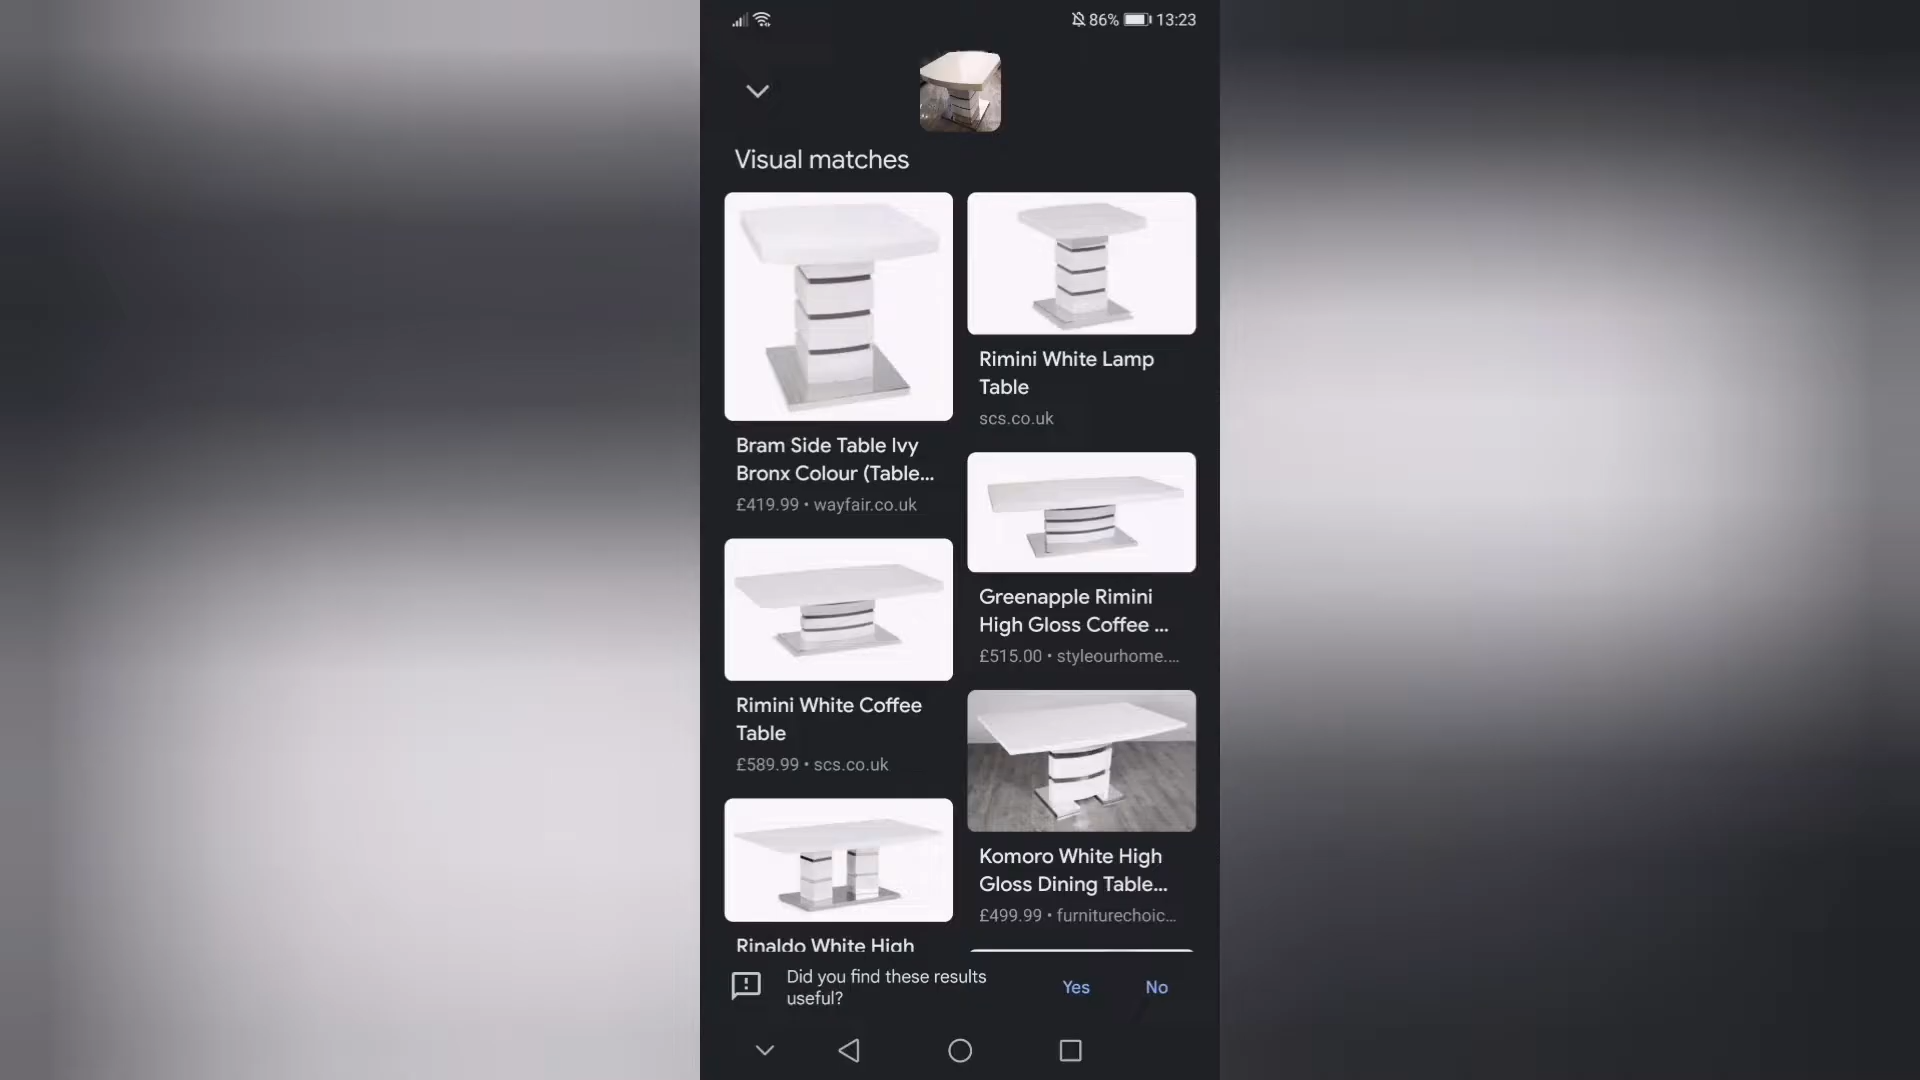 86% 13:23
Visual matches
Bram Side Table Ivy
Bronx Colour (Table...
£419.99 • wayfair.co.uk
Rimini White Coffee
Table
£589.99 • scs.co.uk
Rinaldo White High
Rimini White Lamp
Table
scs.co.uk
Greenapple Rimini
High Gloss Coffee ...
£515.00 • styleourhome....
Komoro White High
Gloss Dining Table...
£499.99 • furniturechoic...
Did you find these results
useful?
Yes
No